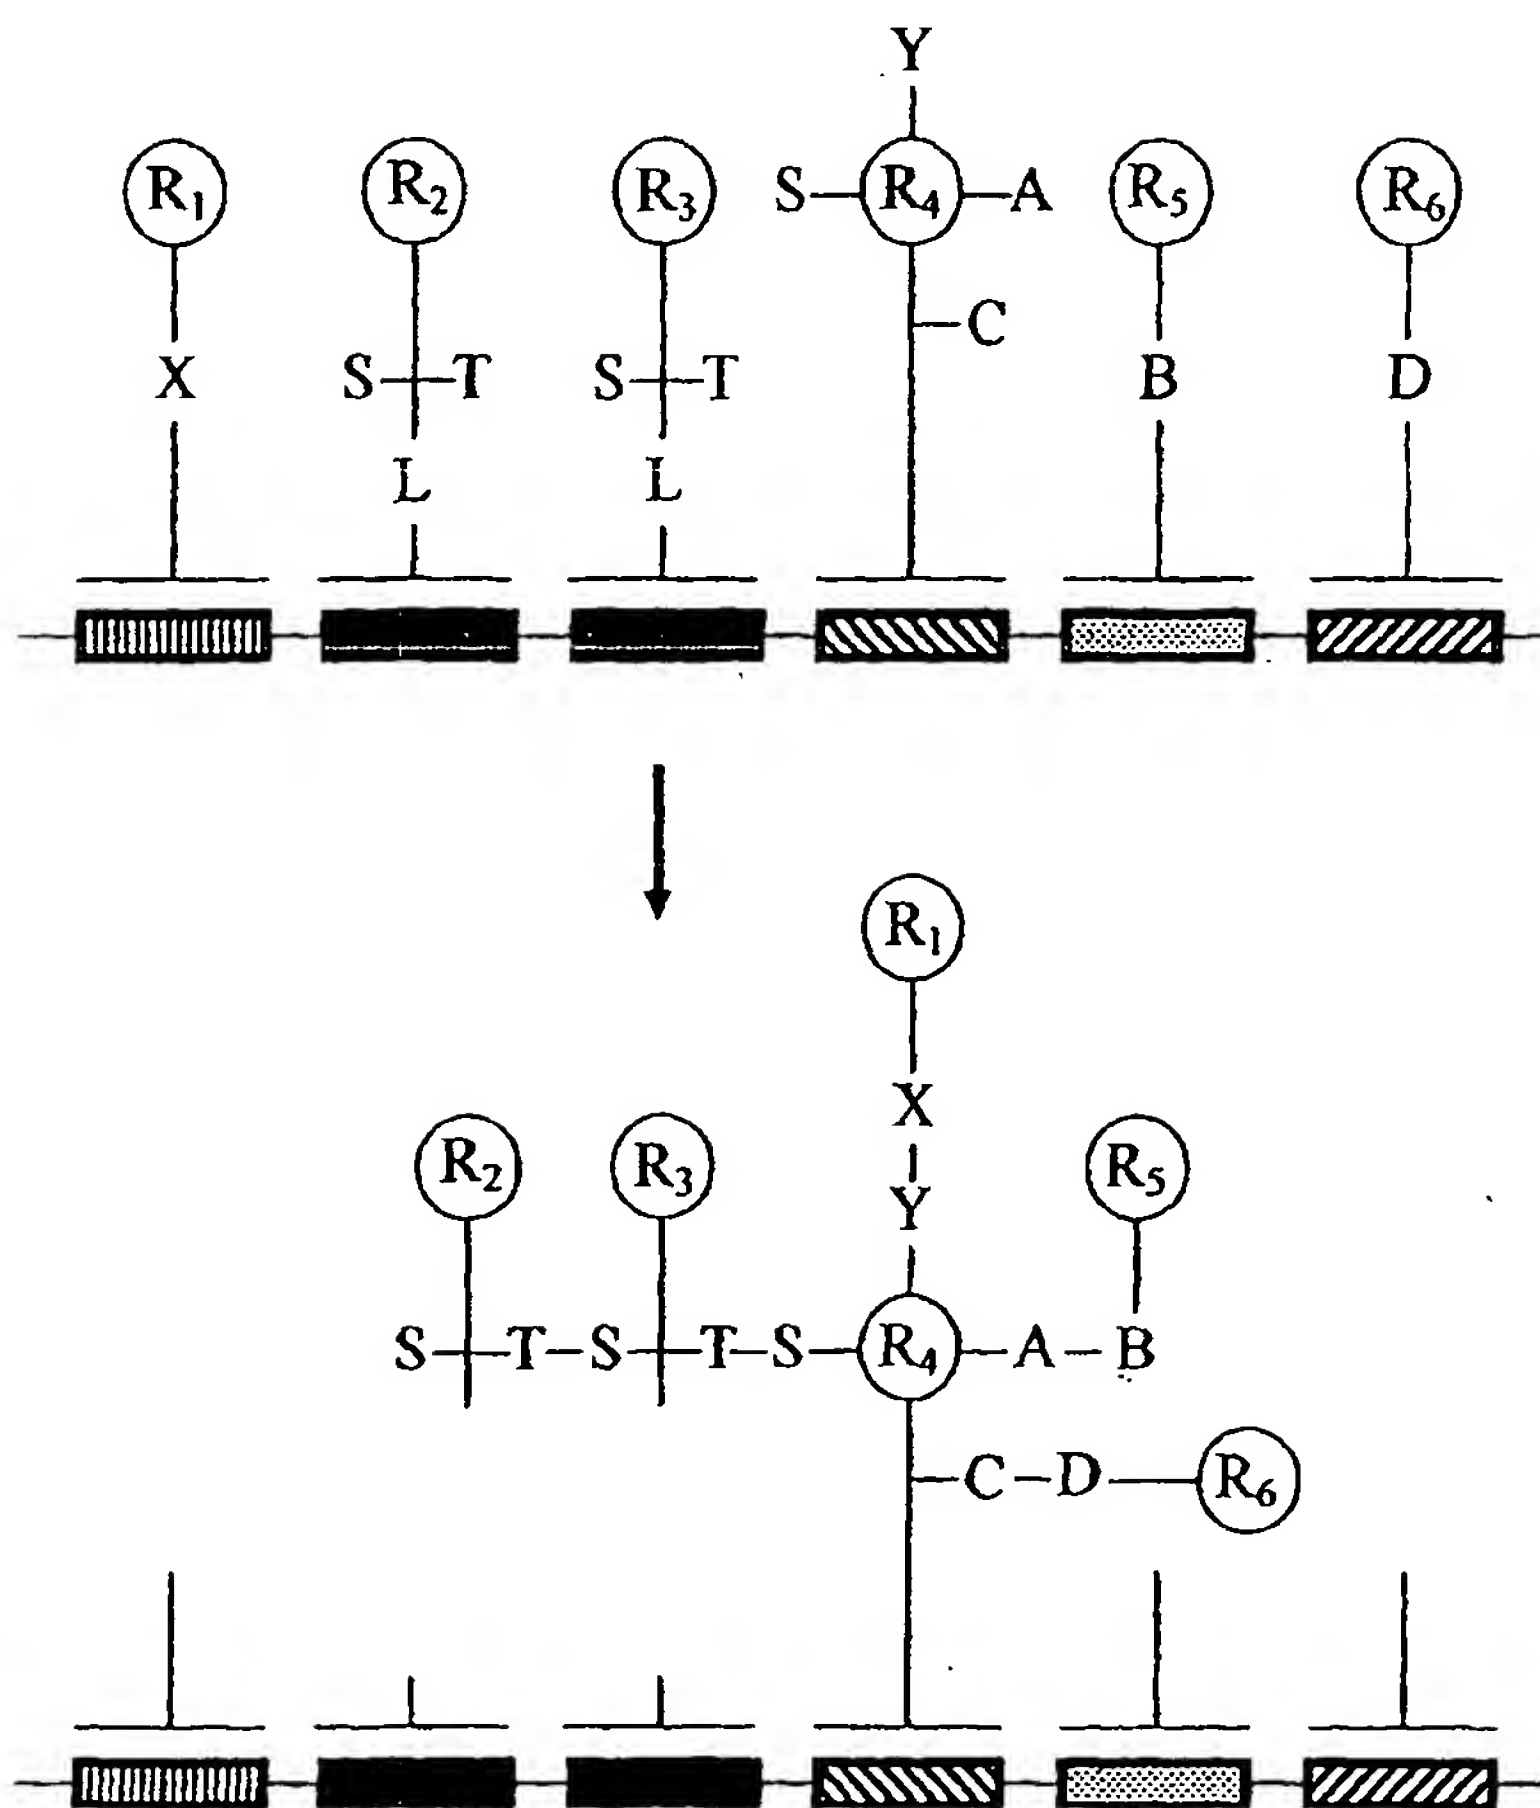 Y
R₁ R₂ R₃ S R₄ A R₅ R₆
C
X S T S T B D
L L
R₁
X
R₂ R₃ R₅
Y
S T S T S R₄ A B
C D R₆